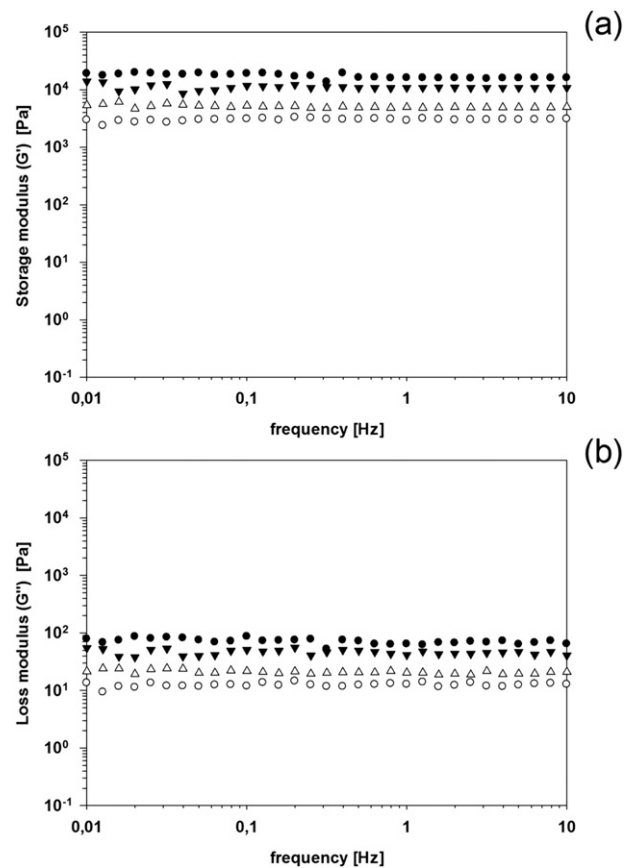 (a)
10⁵
10⁴
10³
10²
10¹
10⁰
10⁻¹
Storage modulus (G') [Pa]
0,01 0,1 1 10
frequency [Hz]
(b)
10⁵
10⁴
10³
10²
10¹
10⁰
10⁻¹
Loss modulus (G'') [Pa]
0,01 0,1 1 10
frequency [Hz]